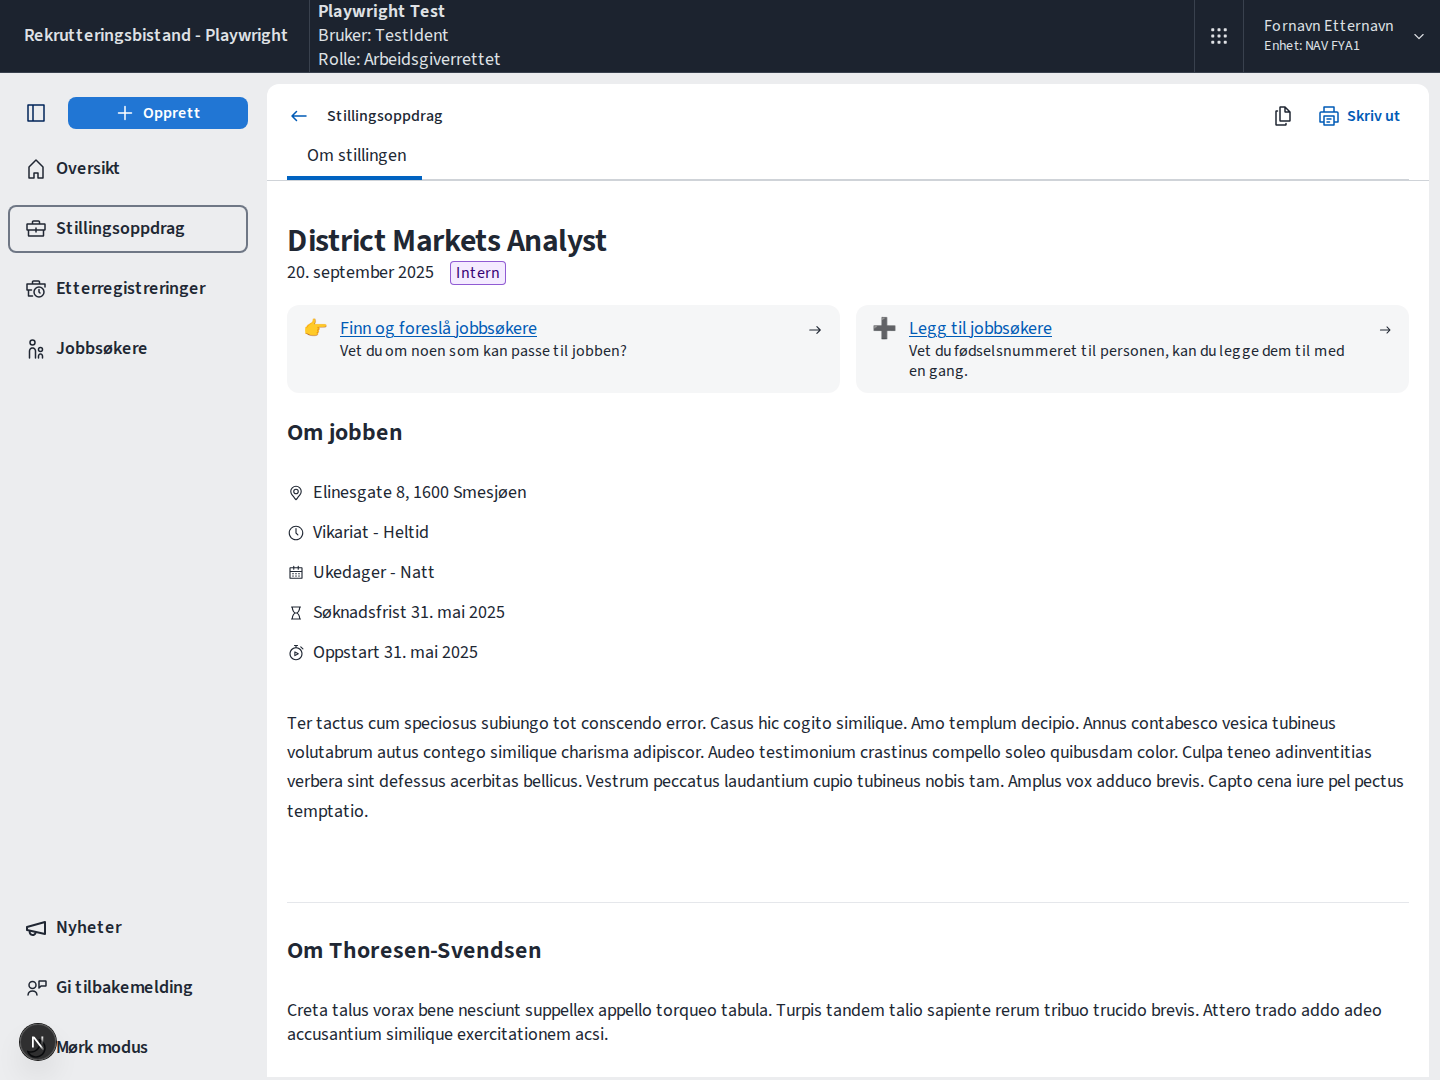 Rekrutteringsbistand - Playwright
Playwright Test
Bruker: TestIdent
Rolle: Arbeidsgiverrettet
Fornavn Etternavn
Enhet: NAV FYA1
Opprett
Oversikt
Stillingsoppdrag
Etterregistreringer
Jobbsøkere
Nyheter
Gi tilbakemelding
N
Mørk modus
Stillingsoppdrag
Skriv ut
Om stillingen
District Markets Analyst
20. september 2025 Intern
Finn og foreslå jobbsøkere
Vet du om noen som kan passe til jobben?
Legg til jobbsøkere
Vet du fødselsnummeret til personen, kan du legge dem til med
en gang.
Om jobben
Elinesgate 8, 1600 Smesjøen
Vikariat - Heltid
Ukedager - Natt
Søknadsfrist 31. mai 2025
Oppstart 31. mai 2025
Ter tactus cum speciosus subiungo tot conscendo error. Casus hic cogito similique. Amo templum decipio. Annus contabesco vesica tubineus
volutabrum autus contego similique charisma adipiscor. Audeo testimonium crastinus compello soleo quibusdam color. Culpa teneo adinventitias
verbera sint defessus acerbitas bellicus. Vestrum peccatus laudantium cupio tubineus nobis tam. Amplus vox adduco brevis. Capto cena iure pel pectus
temptatio.
Om Thoresen-Svendsen
Creta talus vorax bene nesciunt suppellex appello torqueo tabula. Turpis tandem talio sapiente rerum tribuo trucido brevis. Attero trado addo adeo
accusantium similique exercitationem acsi.